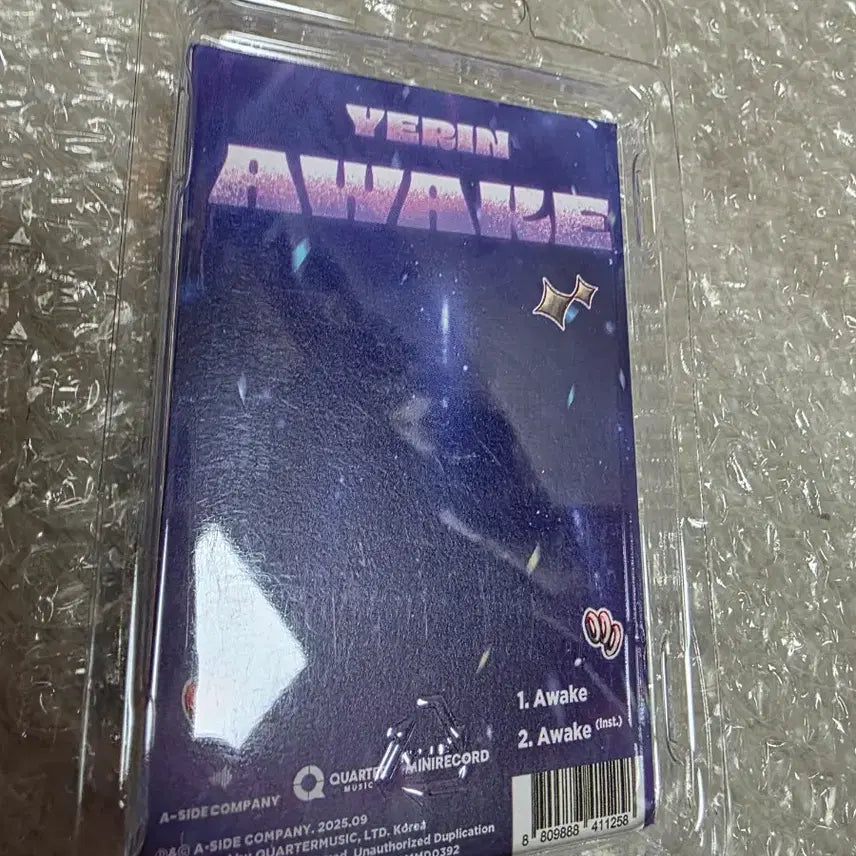 YERIN
AWAKE
1. Awake
2. Awake (Inst.)
A-SIDE COMPANY
QUARTER
MUSIC
MINIRECORD
℗&© A-SIDE COMPANY. 2025.09
QUARTERMUSIC, LTD. Korea
Unauthorized Duplication
8 809888 411258